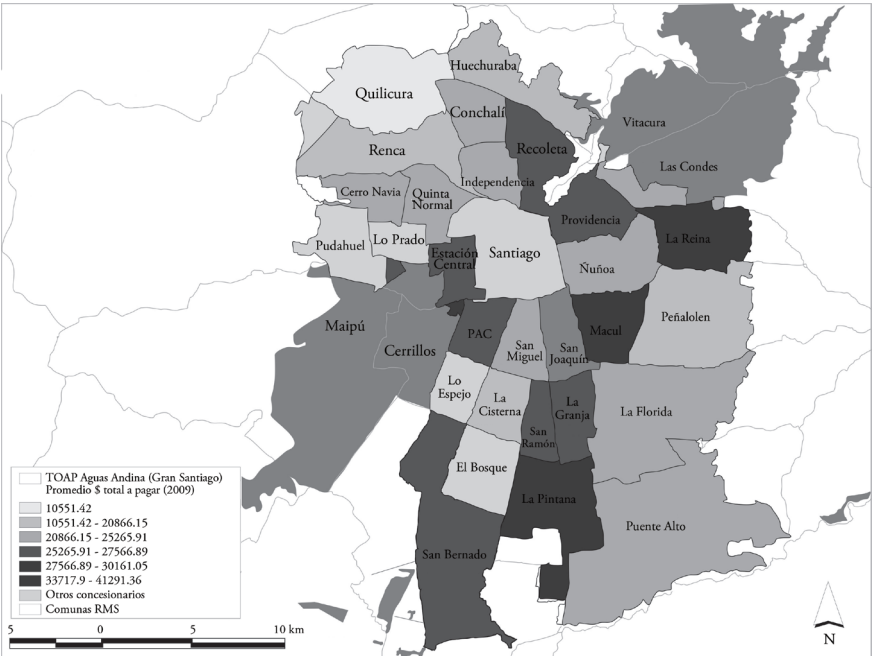 Huechuraba
Quilicura
Conchalí
Vitacura
Recoleta
Renca
Las Condes
Independencia
Cerro Navia
Quinta
Normal
Providencia
Pudahuel
Lo Prado
La Reina
Estación
Central
Santiago
Ñuñoa
Peñalolen
Maipú
Macul
PAC
Cerrillos
San
Miguel
San
Joaquín
Lo
Espejo
La
Cisterna
La
Granja
La Florida
San
Ramón
El Bosque
La Pintana
Puente Alto
San Bernado
TOAP Aguas Andina (Gran Santiago)
Promedio $ total a pagar (2009)
10551.42
10551.42 - 20866.15
20866.15 - 25265.91
25265.91 - 27566.89
27566.89 - 30161.05
33717.9 - 41291.36
Otros concesionarios
Comunas RMS
5 0 5 10 km
N